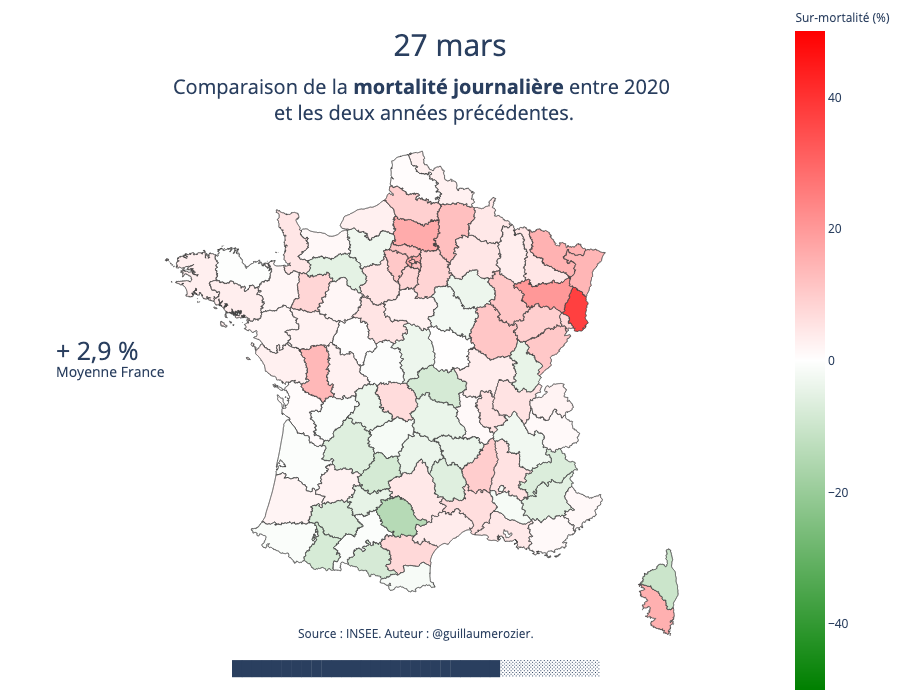 Sur-mortalité (%)
27 mars
Comparaison de la mortalité journalière entre 2020
et les deux années précédentes.
40
20
0
−20
−40
+ 2,9 %
Moyenne France
Source : INSEE. Auteur : @guillaumerozier.